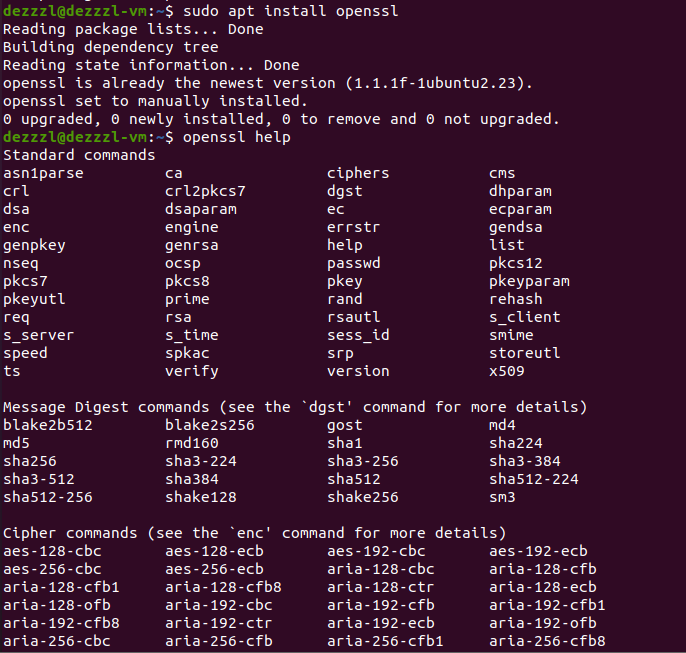 dezzzl@dezzzl-vm:~$ sudo apt install openssl
Reading package lists... Done
Building dependency tree
Reading state information... Done
openssl is already the newest version (1.1.1f-1ubuntu2.23).
openssl set to manually installed.
0 upgraded, 0 newly installed, 0 to remove and 0 not upgraded.
dezzzl@dezzzl-vm:~$ openssl help
Standard commands
asn1parse ca ciphers cms
crl crl2pkcs7 dgst dhparam
dsa dsaparam ec ecparam
enc engine errstr gendsa
genpkey genrsa help list
nseq ocsp passwd pkcs12
pkcs7 pkcs8 pkey pkeyparam
pkeyutl prime rand rehash
req rsa rsautl s_client
s_server s_time sess_id smime
speed spkac srp storeutl
ts verify version x509
Message Digest commands (see the `dgst' command for more details)
blake2b512 blake2s256 gost md4
md5 rmd160 sha1 sha224
sha256 sha3-224 sha3-256 sha3-384
sha3-512 sha384 sha512 sha512-224
sha512-256 shake128 shake256 sm3
Cipher commands (see the `enc' command for more details)
aes-128-cbc aes-128-ecb aes-192-cbc aes-192-ecb
aes-256-cbc aes-256-ecb aria-128-cbc aria-128-cfb
aria-128-cfb1 aria-128-cfb8 aria-128-ctr aria-128-ecb
aria-128-ofb aria-192-cbc aria-192-cfb aria-192-cfb1
aria-192-cfb8 aria-192-ctr aria-192-ecb aria-192-ofb
aria-256-cbc aria-256-cfb aria-256-cfb1 aria-256-cfb8